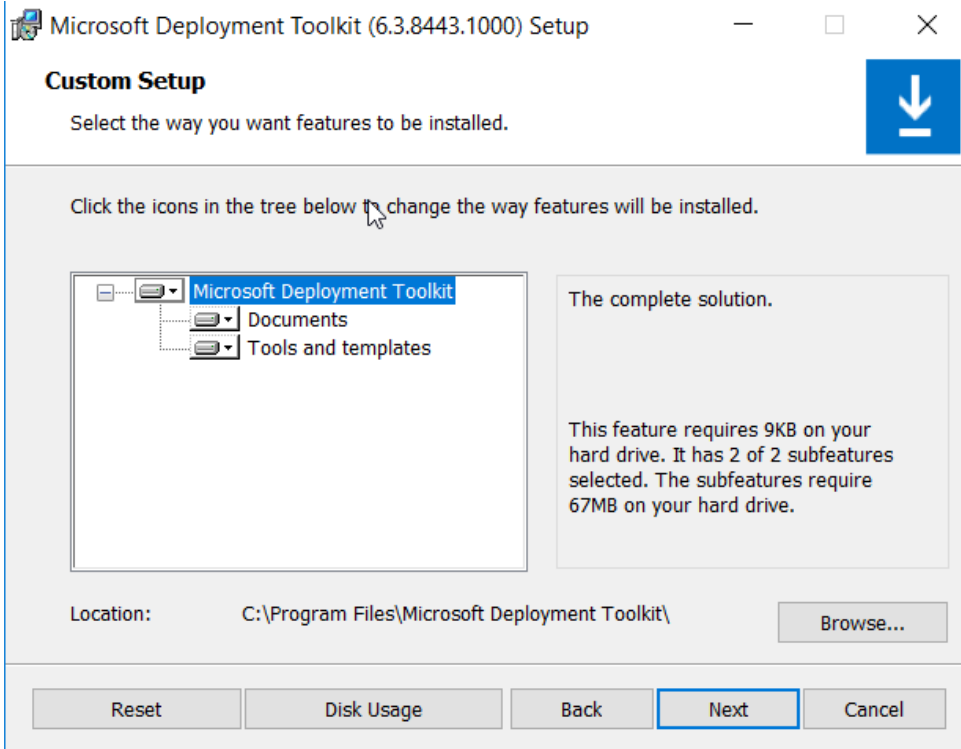 Microsoft Deployment Toolkit (6.3.8443.1000) Setup
Custom Setup
Select the way you want features to be installed.
Click the icons in the tree below to change the way features will be installed.
Microsoft Deployment Toolkit
Documents
Tools and templates
The complete solution.
This feature requires 9KB on your
hard drive. It has 2 of 2 subfeatures
selected. The subfeatures require
67MB on your hard drive.
Location: C:\Program Files\Microsoft Deployment Toolkit\
Browse...
Reset Disk Usage Back Next Cancel